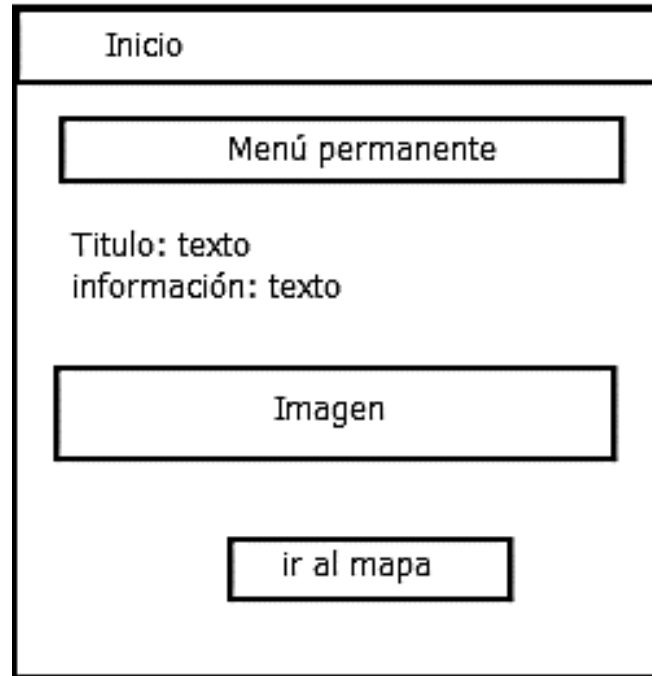 Inicio
Menú permanente
Titulo: texto
información: texto
Imagen
ir al mapa